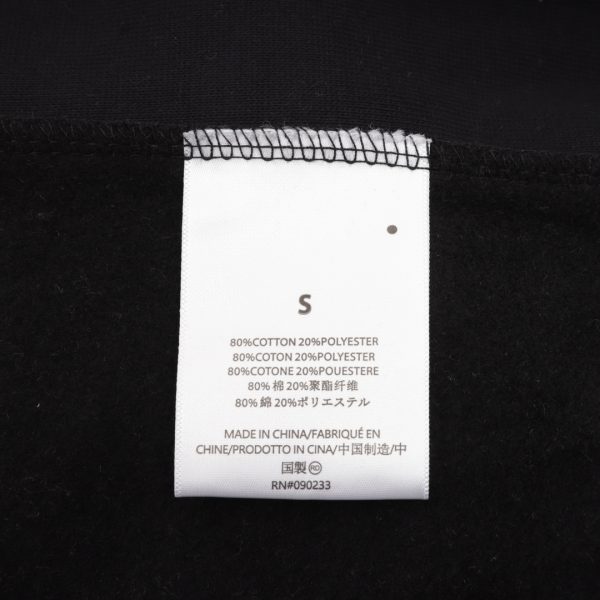 S
80%COTTON 20%POLYESTER
80%COTON 20%POLYESTER
80%COTONE 20%POUESTERE
80% 棉 20%聚酯纤维
80% 綿 20%ポリエステル
MADE IN CHINA/FABRIQUÉ EN
CHINE/PRODOTTO IN CINA/中国制造/中
国製 RD
RN#090233